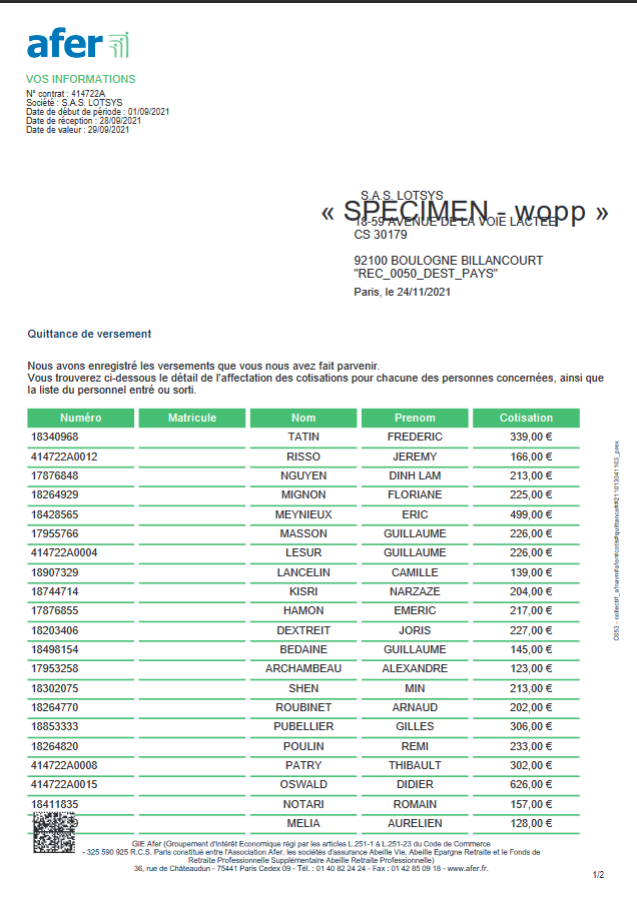 afer
VOS INFORMATIONS
N° contrat : 414722A
Société : S.A.S. LOTSYS
Date de début de période : 01/09/2021
Date de réception : 28/09/2021
Date de valeur : 29/09/2021
S.A.S. LOTSYS
« SPECIMEN - wopp »
18-59 AVENUE DE LA VOIE LACTEE
CS 30179
92100 BOULOGNE BILLANCOURT
"REC_0050_DEST_PAYS"
Paris, le 24/11/2021
Quittance de versement
Nous avons enregistré les versements que vous nous avez fait parvenir.
Vous trouverez ci-dessous le détail de l'affectation des cotisations pour chacune des personnes concernées, ainsi que
la liste du personnel entré ou sorti.
Numéro Matricule Nom Prenom Cotisation
18340968 TATIN FREDERIC 339,00 €
414722A0012 RISSO JEREMY 166,00 €
17876848 NGUYEN DINH LAM 213,00 €
18264929 MIGNON FLORIANE 225,00 €
18428565 MEYNIEUX ERIC 499,00 €
17955766 MASSON GUILLAUME 226,00 €
414722A0004 LESUR GUILLAUME 226,00 €
18907329 LANCELIN CAMILLE 139,00 €
18744714 KISRI NARZAZE 204,00 €
17876855 HAMON EMERIC 217,00 €
18203406 DEXTREIT JORIS 227,00 €
18498154 BEDAINE GUILLAUME 145,00 €
17953258 ARCHAMBEAU ALEXANDRE 123,00 €
18302075 SHEN MIN 213,00 €
18264770 ROUBINET ARNAUD 202,00 €
18853333 PUBELLIER GILLES 306,00 €
18264820 POULIN REMI 233,00 €
414722A0008 PATRY THIBAULT 302,00 €
414722A0015 OSWALD DIDIER 626,00 €
18411835 NOTARI ROMAIN 157,00 €
MELIA AURELIEN 128,00 €
GIE Afer (Groupement d'Intérêt Economique régi par les articles L.251-1 à L.251-23 du Code de Commerce
- 325 590 925 R.C.S. Paris constitué entre l'Association Afer, les sociétés d'assurance Abeille Vie, Abeille Epargne Retraite et le Fonds de
Retraite Professionnelle Supplémentaire Abeille Retraite Professionnelle)
36, rue de Châteaudun - 75441 Paris Cedex 09 - Tél. : 01 40 82 24 24 - Fax : 01 42 85 09 18 - www.afer.fr.
1/2